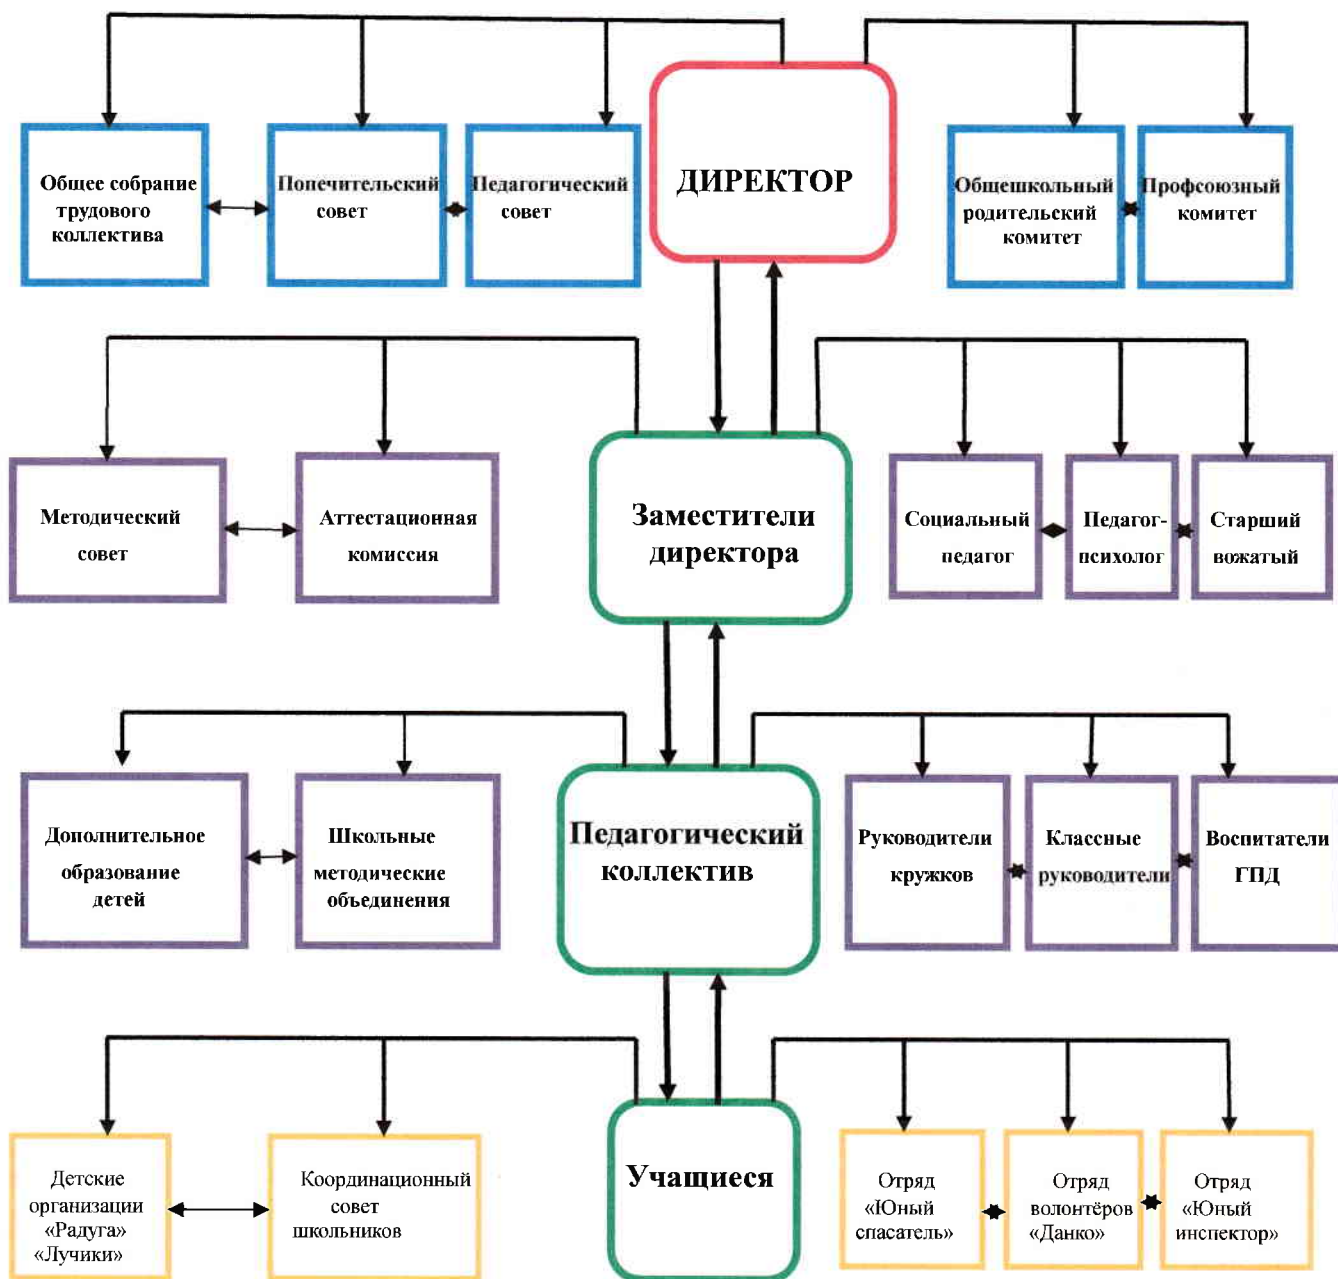 ДИРЕКТОР
Общее собрание
трудового
коллектива
Попечительский
совет
Педагогический
совет
Общешкольный
родительский
комитет
Профсоюзный
комитет
Методический
совет
Аттестационная
комиссия
Заместители
директора
Социальный
педагог
Педагог-
психолог
Старший
вожатый
Дополнительное
образование
детей
Школьные
методические
объединения
Педагогический
коллектив
Руководители
кружков
Классные
руководители
Воспитатели
ГПД
Детские
организации
«Радуга»
«Лучики»
Координационный
совет
школьников
Учащиеся
Отряд
«Юный
спасатель»
Отряд
волонтёров
«Данко»
Отряд
«Юный
инспектор»